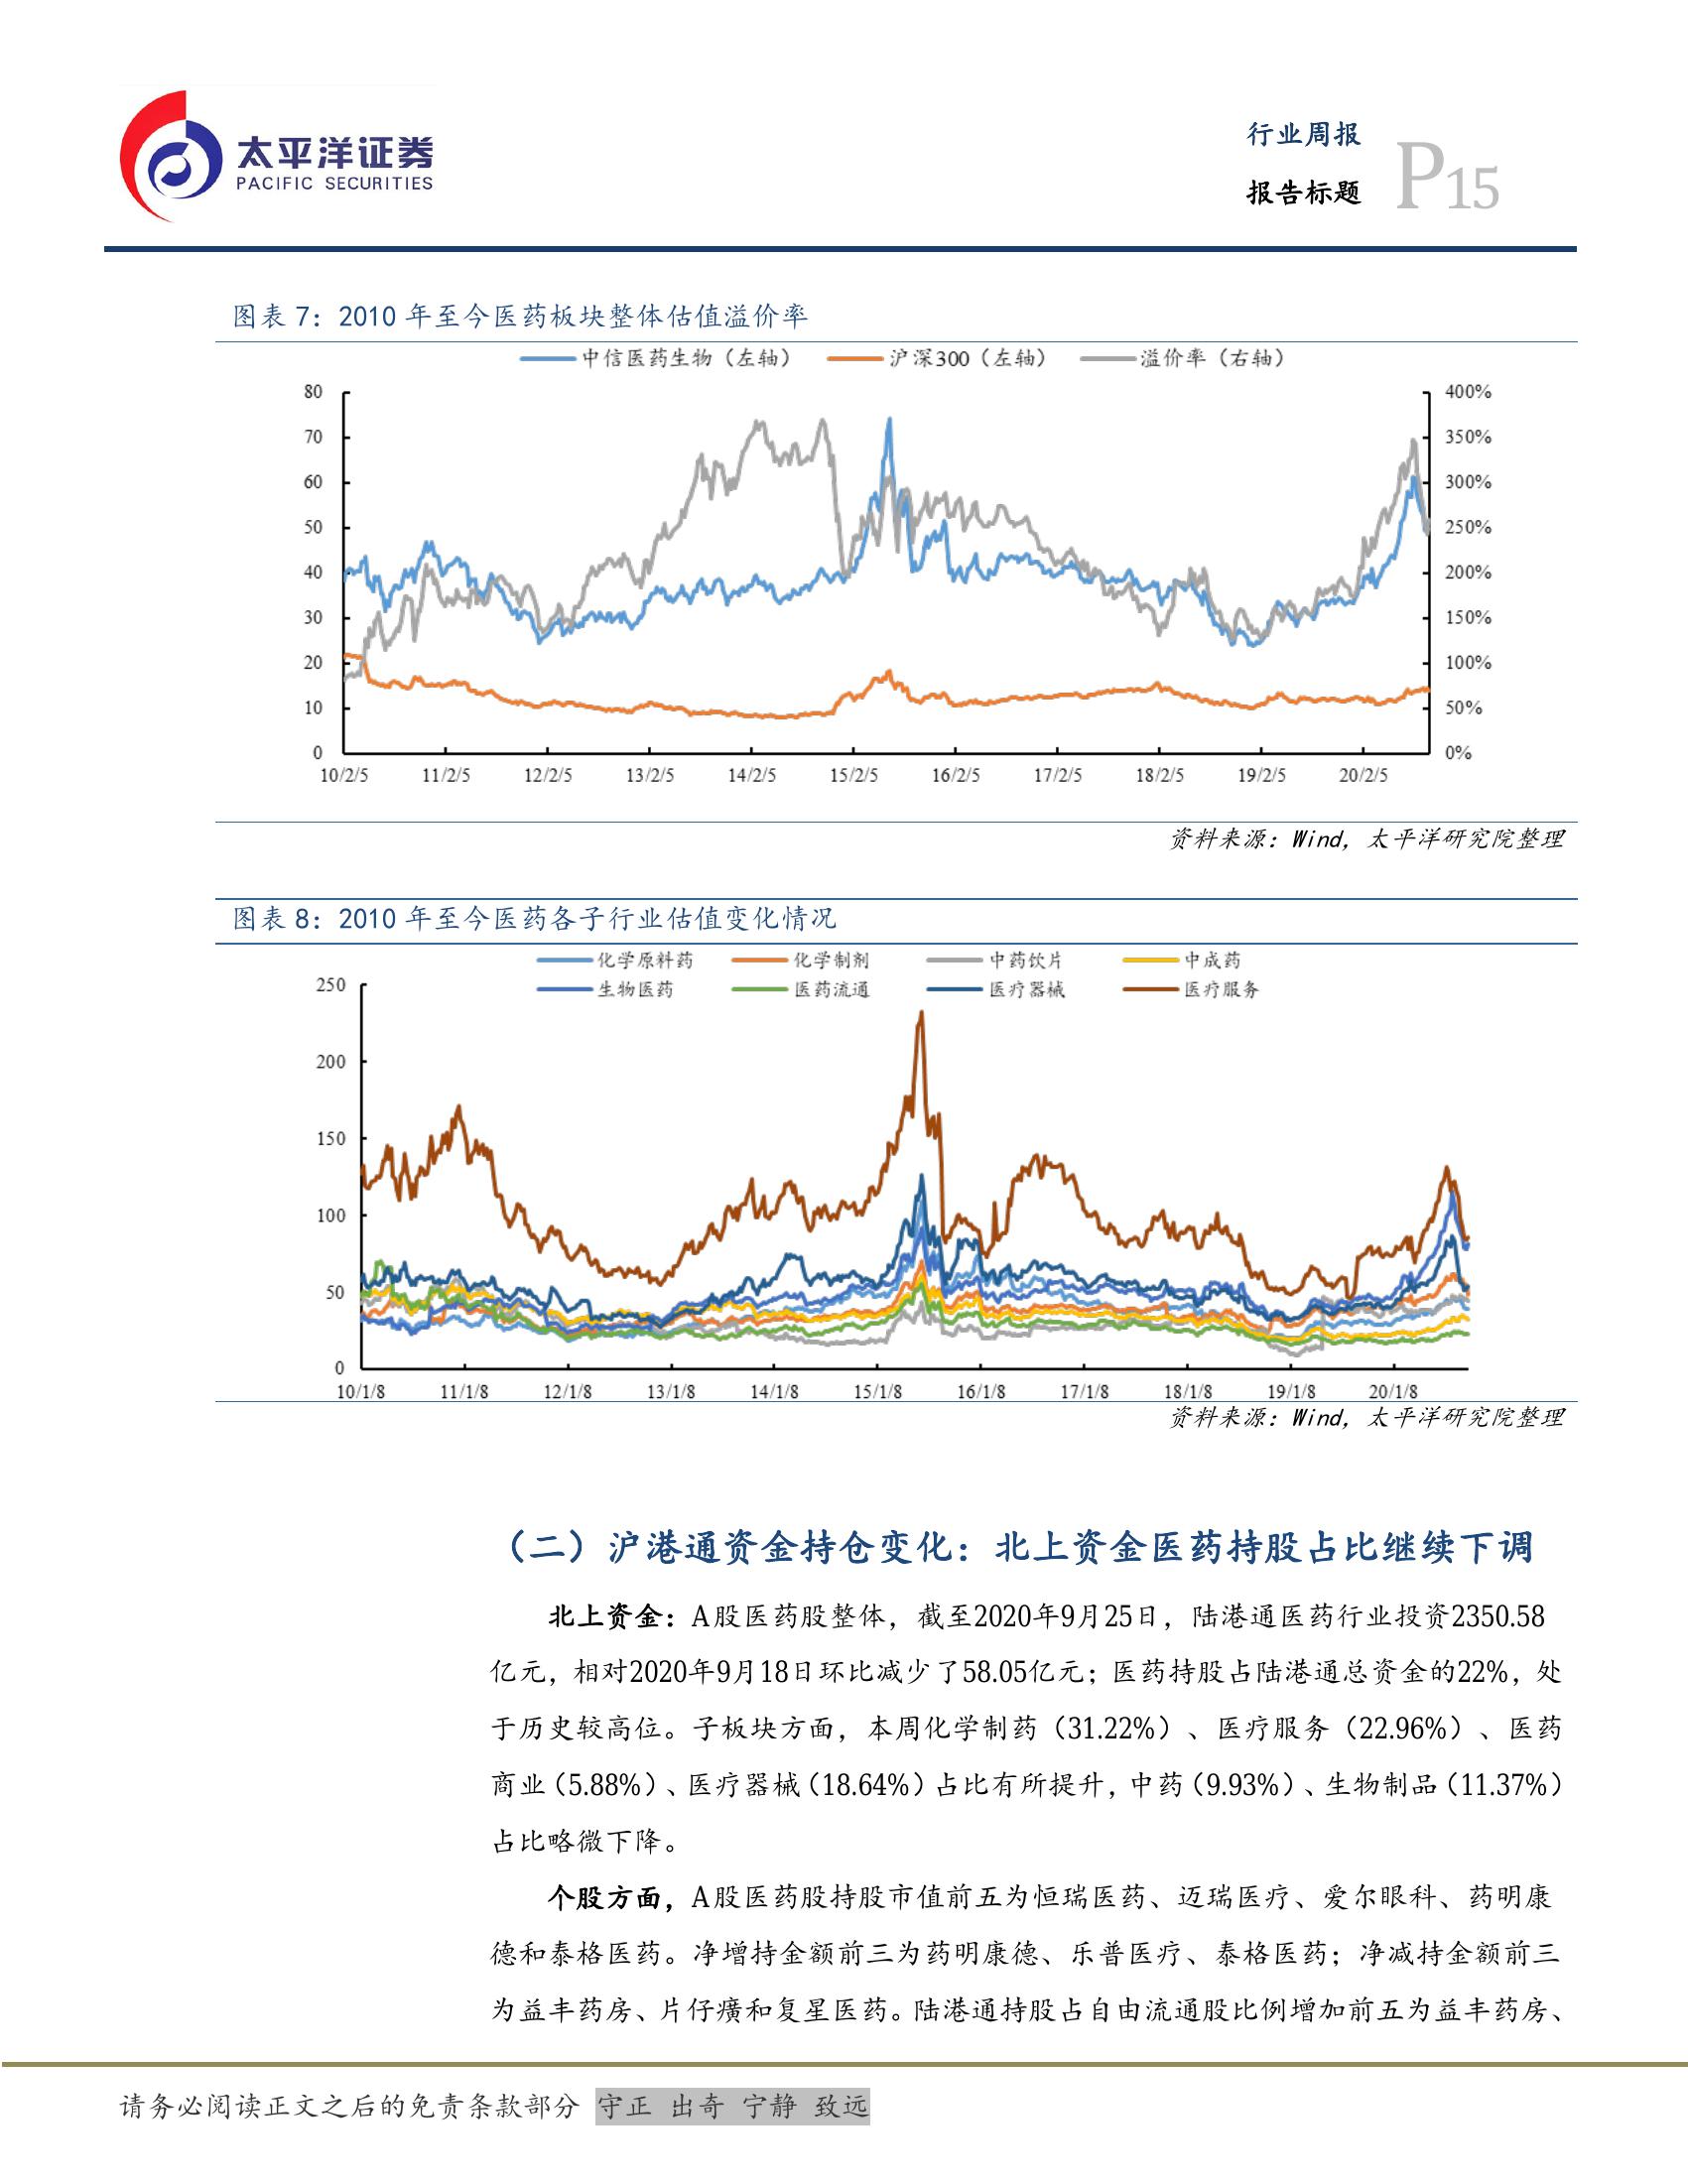 太平洋证券
PACIFIC SECURITIES
行业周报
报告标题
P15
图表 7：2010 年至今医药板块整体估值溢价率
中信医药生物（左轴） 沪深300（左轴） 溢价率（右轴）
80 400%
70 350%
60 300%
50 250%
40 200%
30 150%
20 100%
10 50%
0 0%
10/2/5 11/2/5 12/2/5 13/2/5 14/2/5 15/2/5 16/2/5 17/2/5 18/2/5 19/2/5 20/2/5
资料来源：Wind，太平洋研究院整理
图表 8：2010 年至今医药各子行业估值变化情况
化学原料药 化学制剂 中药饮片 中成药
生物医药 医药流通 医疗器械 医疗服务
250
200
150
100
50
0
10/1/8 11/1/8 12/1/8 13/1/8 14/1/8 15/1/8 16/1/8 17/1/8 18/1/8 19/1/8 20/1/8
资料来源：Wind，太平洋研究院整理
（二）沪港通资金持仓变化：北上资金医药持股占比继续下调
北上资金：A股医药股整体，截至2020年9月25日，陆港通医药行业投资2350.58
亿元，相对2020年9月18日环比减少了58.05亿元；医药持股占陆港通总资金的22%，处
于历史较高位。子板块方面，本周化学制药（31.22%）、医疗服务（22.96%）、医药
商业（5.88%）、医疗器械（18.64%）占比有所提升，中药（9.93%）、生物制品（11.37%）
占比略微下降。
个股方面，A股医药股持股市值前五为恒瑞医药、迈瑞医疗、爱尔眼科、药明康
德和泰格医药。净增持金额前三为药明康德、乐普医疗、泰格医药；净减持金额前三
为益丰药房、片仔癀和复星医药。陆港通持股占自由流通股比例增加前五为益丰药房、
请务必阅读正文之后的免责条款部分 守正 出奇 宁静 致远